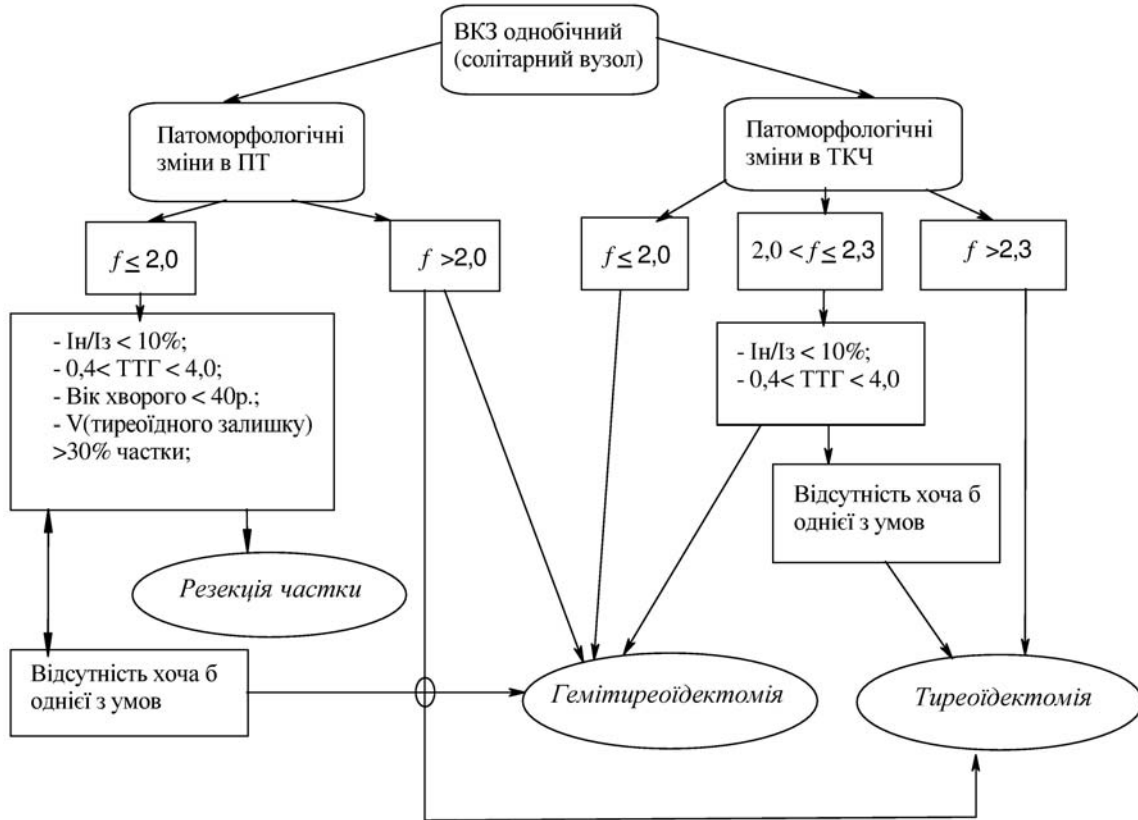 ВКЗ однобічний
(солітарний вузол)
Патоморфологічні
зміни в ПТ
Патоморфологічні
зміни в ТКЧ
f ≤ 2,0
f >2,0
f ≤ 2,0
2,0 < f ≤ 2,3
f >2,3
- Ін/Із < 10%;
- 0,4< ТТГ < 4,0;
- Вік хворого < 40р.;
- V(тиреоїдного залишку)
>30% частки;
- Ін/Із < 10%;
- 0,4< ТТГ < 4,0
Відсутність хоча б
однієї з умов
Резекція частки
Відсутність хоча б
однієї з умов
Гемітиреоїдектомія
Тиреоїдектомія